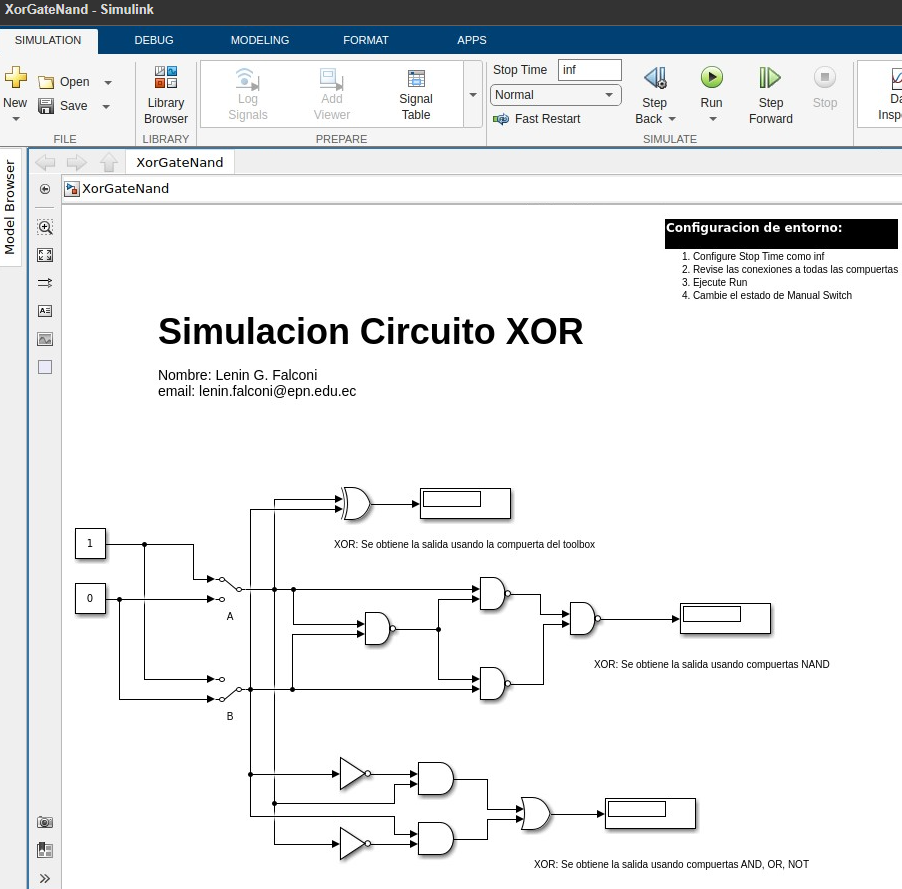 XorGateNand - Simulink
SIMULATION DEBUG MODELING FORMAT APPS
New
Open
Save
FILE
Library
Browser
LIBRARY
Log
Signals
Add
Viewer
Signal
Table
PREPARE
Stop Time inf
Normal
Fast Restart
Step
Back
Run
Step
Forward
Stop
SIMULATE
Da
Inspe
Model Browser
XorGateNand
XorGateNand
Configuracion de entorno:
1. Configure Stop Time como inf
2. Revise las conexiones a todas las compuertas
3. Ejecute Run
4. Cambie el estado de Manual Switch
Simulacion Circuito XOR
Nombre: Lenin G. Falconi
email: lenin.falconi@epn.edu.ec
XOR: Se obtiene la salida usando la compuerta del toolbox
1
0
A
B
XOR: Se obtiene la salida usando compuertas NAND
XOR: Se obtiene la salida usando compuertas AND, OR, NOT